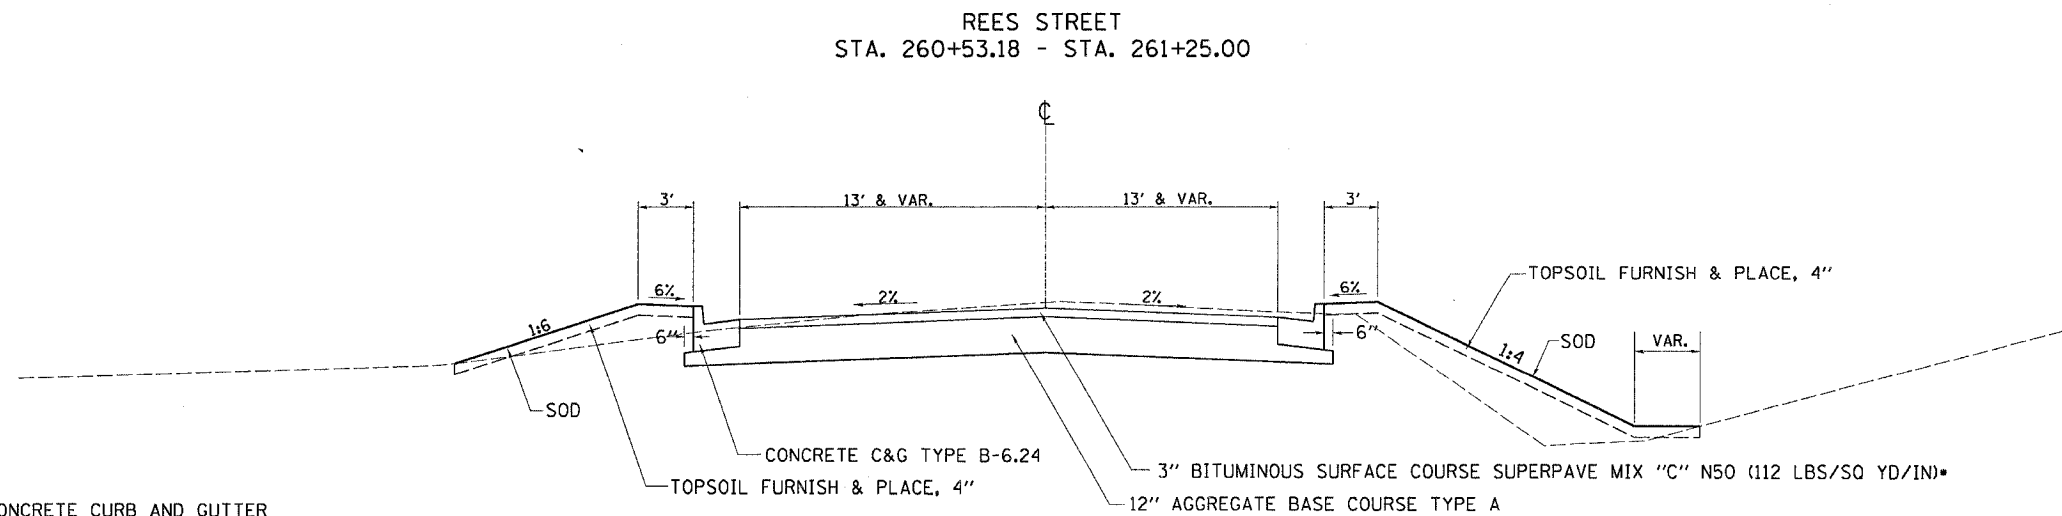 REES STREET
STA. 260+53.18 - STA. 261+25.00
℄
3' 13' & VAR. 13' & VAR. 3'
TOPSOIL FURNISH & PLACE, 4"
6% 2% 2% 6%
1:6 6" 6" 1:4 SOD VAR.
SOD
CONCRETE C&G TYPE B-6.24
TOPSOIL FURNISH & PLACE, 4"
3" BITUMINOUS SURFACE COURSE SUPERPAVE MIX "C" N50 (112 LBS/SQ YD/IN)*
12" AGGREGATE BASE COURSE TYPE A
ONCRETE CURB AND GUTTER